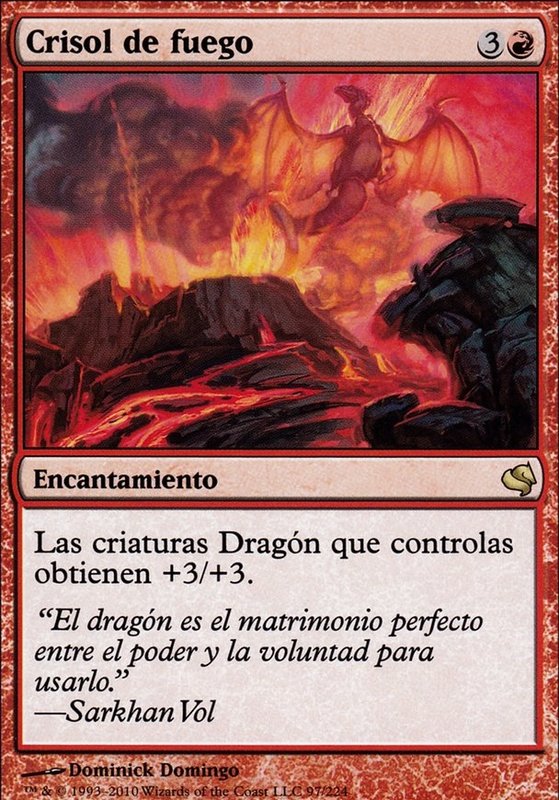 Crisol de fuego 3
Encantamiento
Las criaturas Dragón que controlas
obtienen +3/+3.
“El dragón es el matrimonio perfecto
entre el poder y la voluntad para
usarlo.”
—Sarkhan Vol
Dominick Domingo
™ & © 1993–2010 Wizards of the Coast LLC 97/224